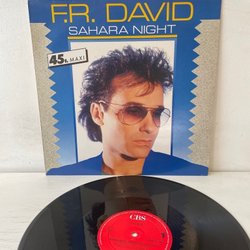 F.R. DAVID
SAHARA NIGHT
45 T. MAXI
CBS